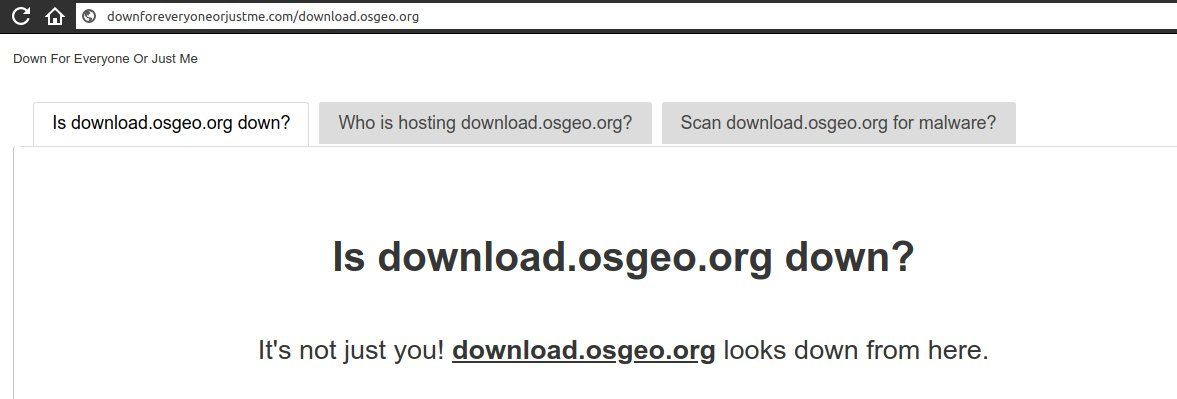 downforeveryoneorjustme.com/download.osgeo.org
Down For Everyone Or Just Me
Is download.osgeo.org down?
Who is hosting download.osgeo.org?
Scan download.osgeo.org for malware?
Is download.osgeo.org down?
It's not just you! download.osgeo.org looks down from here.